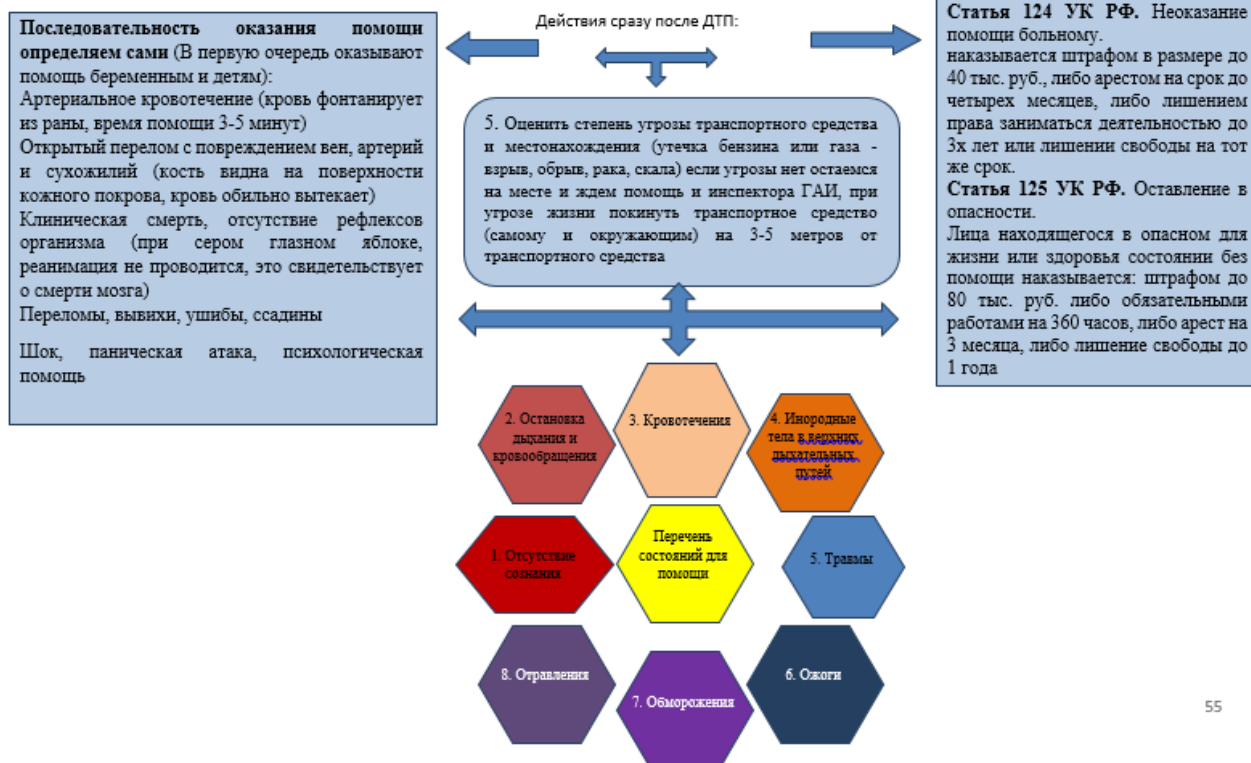 Действия сразу после ДТП:
Последовательность оказания помощи
определяем сами (В первую очередь оказывают
помощь беременным и детям):
Артериальное кровотечение (кровь фонтанирует
из раны, время помощи 3-5 минут)
Открытый перелом с повреждением вен, артерий
и сухожилий (кость видна на поверхности
кожного покрова, кровь обильно вытекает)
Клиническая смерть, отсутствие рефлексов
организма (при сером глазном яблоке,
реанимация не проводится, это свидетельствует
о смерти мозга)
Переломы, вывихи, ушибы, ссадины
Шок, паническая атака, психологическая
помощь
5. Оценить степень угрозы транспортного средства
и местонахождения (утечка бензина или газа -
взрыв, обрыв, рака, скала) если угрозы нет остаемся
на месте и ждем помощь и инспектора ГАИ, при
угрозе жизни покинуть транспортное средство
(самому и окружающим) на 3-5 метров от
транспортного средства
Статья 124 УК РФ. Неоказание
помощи больному.
наказывается штрафом в размере до
40 тыс. руб., либо арестом на срок до
четырех месяцев, либо лишением
права заниматься деятельностью до
3х лет или лишении свободы на тот
же срок.
Статья 125 УК РФ. Оставление в
опасности.
Лица находящегося в опасном для
жизни или здоровья состоянии без
помощи наказывается: штрафом до
80 тыс. руб. либо обязательными
работами на 360 часов, либо арест на
3 месяца, либо лишение свободы до
1 года
2. Остановка
дыхания и
кровообращения
3. Кровотечения
4. Инородные
тела в верхних
дыхательных
путей
1. Отсутствие
сознания
Перечень
состояний для
помощи
5. Травмы
8. Отравления
7. Обморожения
6. Ожоги
55